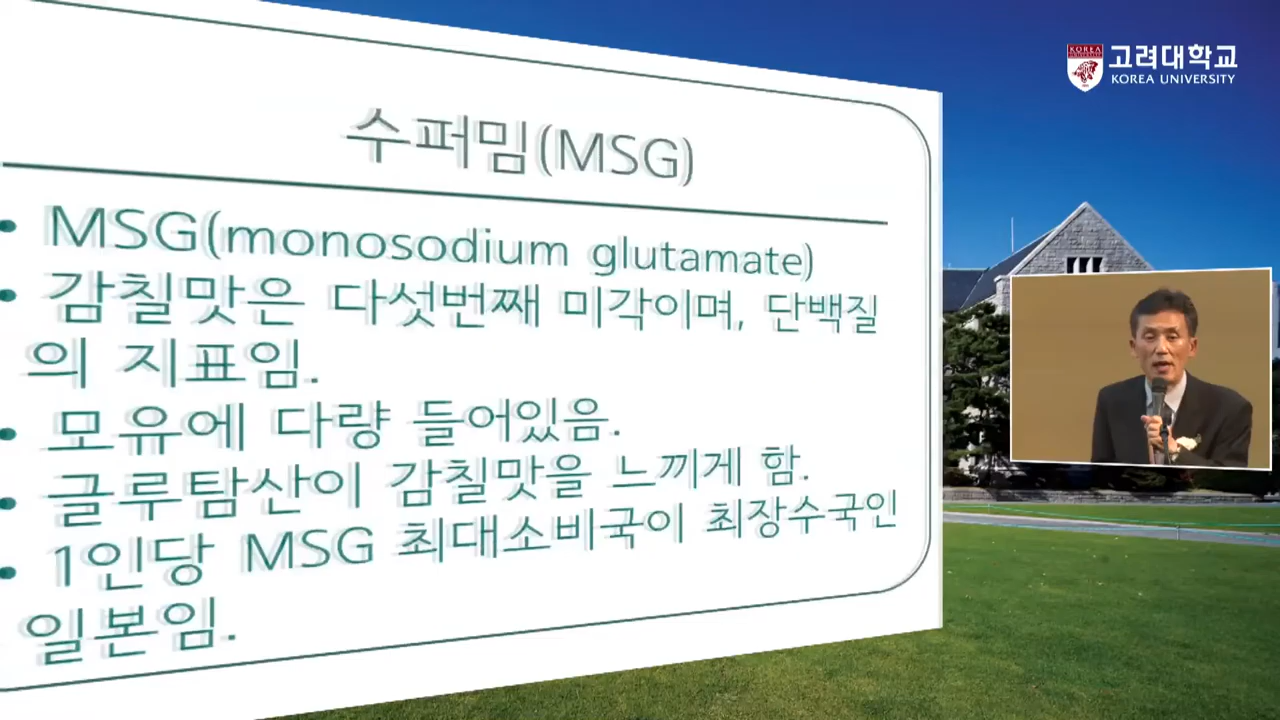 고려대학교
KOREA UNIVERSITY
수퍼밈(MSG)
• MSG(monosodium glutamate)
• 감칠맛은 다섯번째 미각이며, 단백질
의 지표임.
• 모유에 다량 들어있음.
• 글루탐산이 감칠맛을 느끼게 함.
• 1인당 MSG 최대소비국이 최장수국인
일본임.